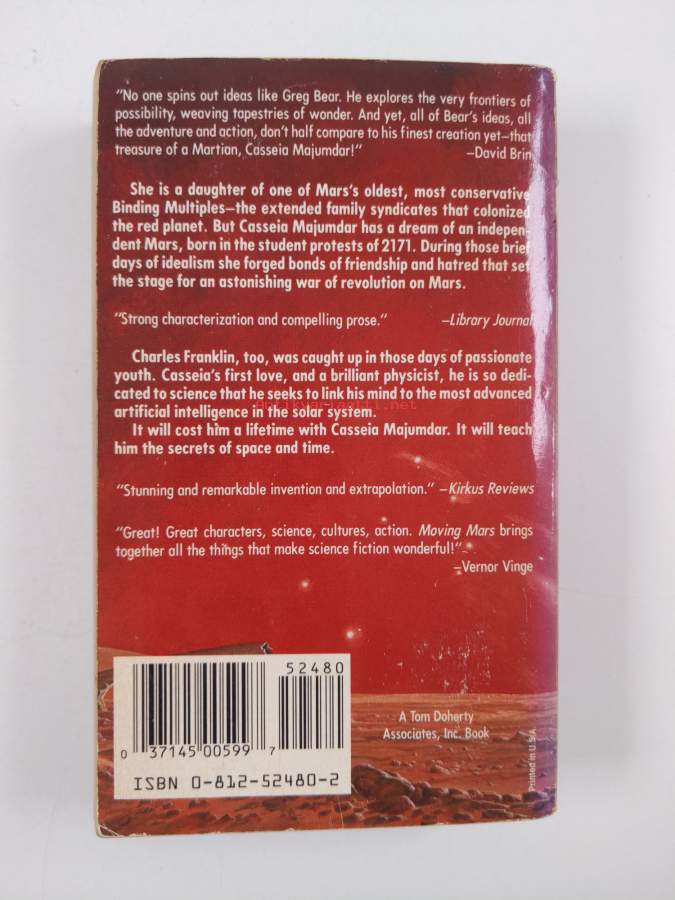 "No one spins out ideas like Greg Bear. He explores the very frontiers of
possibility, weaving tapestries of wonder. And yet, all of Bear's ideas, all
the adventure and action, don't half compare to his finest creation yet—that
treasure of a Martian, Casseia Majumdar!" —David Brin
She is a daughter of one of Mars's oldest, most conservative
Binding Multiples—the extended family syndicates that colonized
the red planet. But Casseia Majumdar has a dream of an indepen-
dent Mars, born in the student protests of 2171. During those brief
days of idealism she forged bonds of friendship and hatred that set
the stage for an astonishing war of revolution on Mars.
"Strong characterization and compelling prose." —Library Journal
Charles Franklin, too, was caught up in those days of passionate
youth. Casseia's first love, and a brilliant physicist, he is so dedi-
cated to science that he seeks to link his mind to the most advanced
artificial intelligence in the solar system.
antikvariaatti.net
It will cost him a lifetime with Casseia Majumdar. It will teach
him the secrets of space and time.
"Stunning and remarkable invention and extrapolation." —Kirkus Reviews
"Great! Great characters, science, cultures, action. Moving Mars brings
together all the things that make science fiction wonderful!"
—Vernor Vinge
52480
0 37145 00599 7
ISBN 0-812-52480-2
A Tom Doherty
Associates, Inc. Book
Printed in U.S.A.